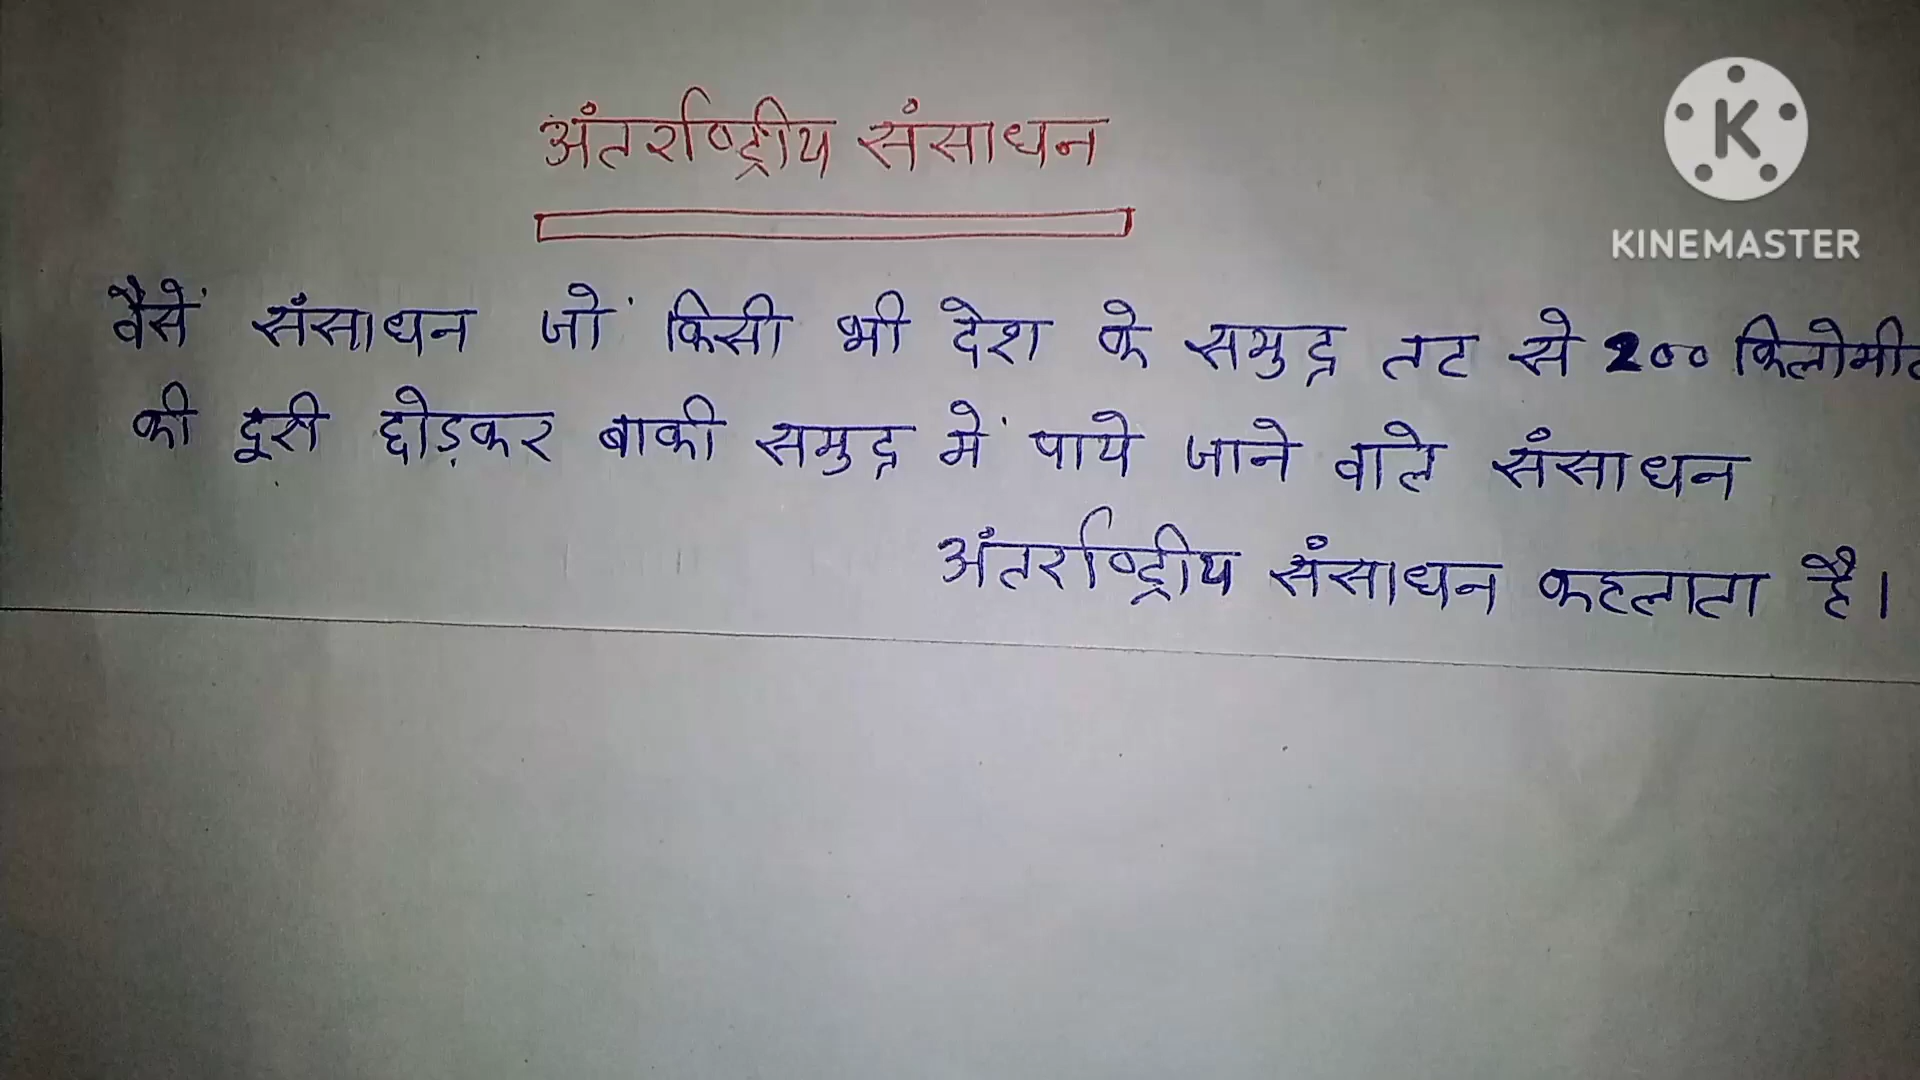 अंतर्राष्ट्रीय संसाधन
K
KINEMASTER
वैसें संसाधन जों किसी भी देश के समुद्र तट से 200 किलोमीट
की दूरी छोड़कर बाकी समुद्र में पाये जाने वाले संसाधन
अंतर्राष्ट्रीय संसाधन कहलाता है।